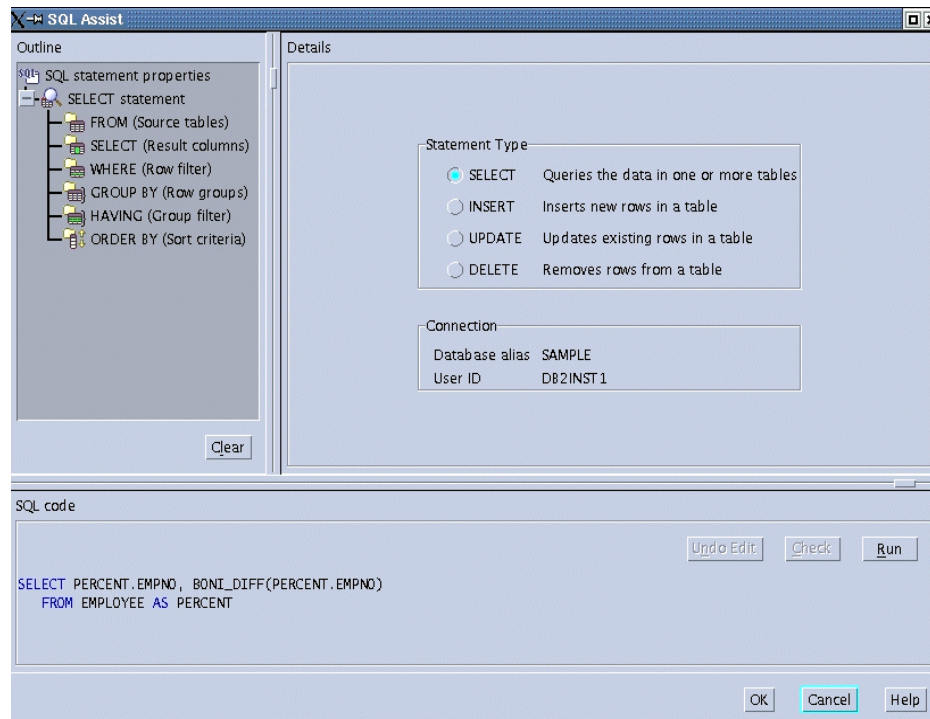 SQL Assist
Outline
SQL statement properties
SELECT statement
FROM (Source tables)
SELECT (Result columns)
WHERE (Row filter)
GROUP BY (Row groups)
HAVING (Group filter)
ORDER BY (Sort criteria)
Clear
Details
Statement Type
SELECT Queries the data in one or more tables
INSERT Inserts new rows in a table
UPDATE Updates existing rows in a table
DELETE Removes rows from a table
Connection
Database alias SAMPLE
User ID DB2INST1
SQL code
Undo Edit Check Run
SELECT PERCENT.EMPNO, BONI_DIFF(PERCENT.EMPNO)
FROM EMPLOYEE AS PERCENT
OK Cancel Help